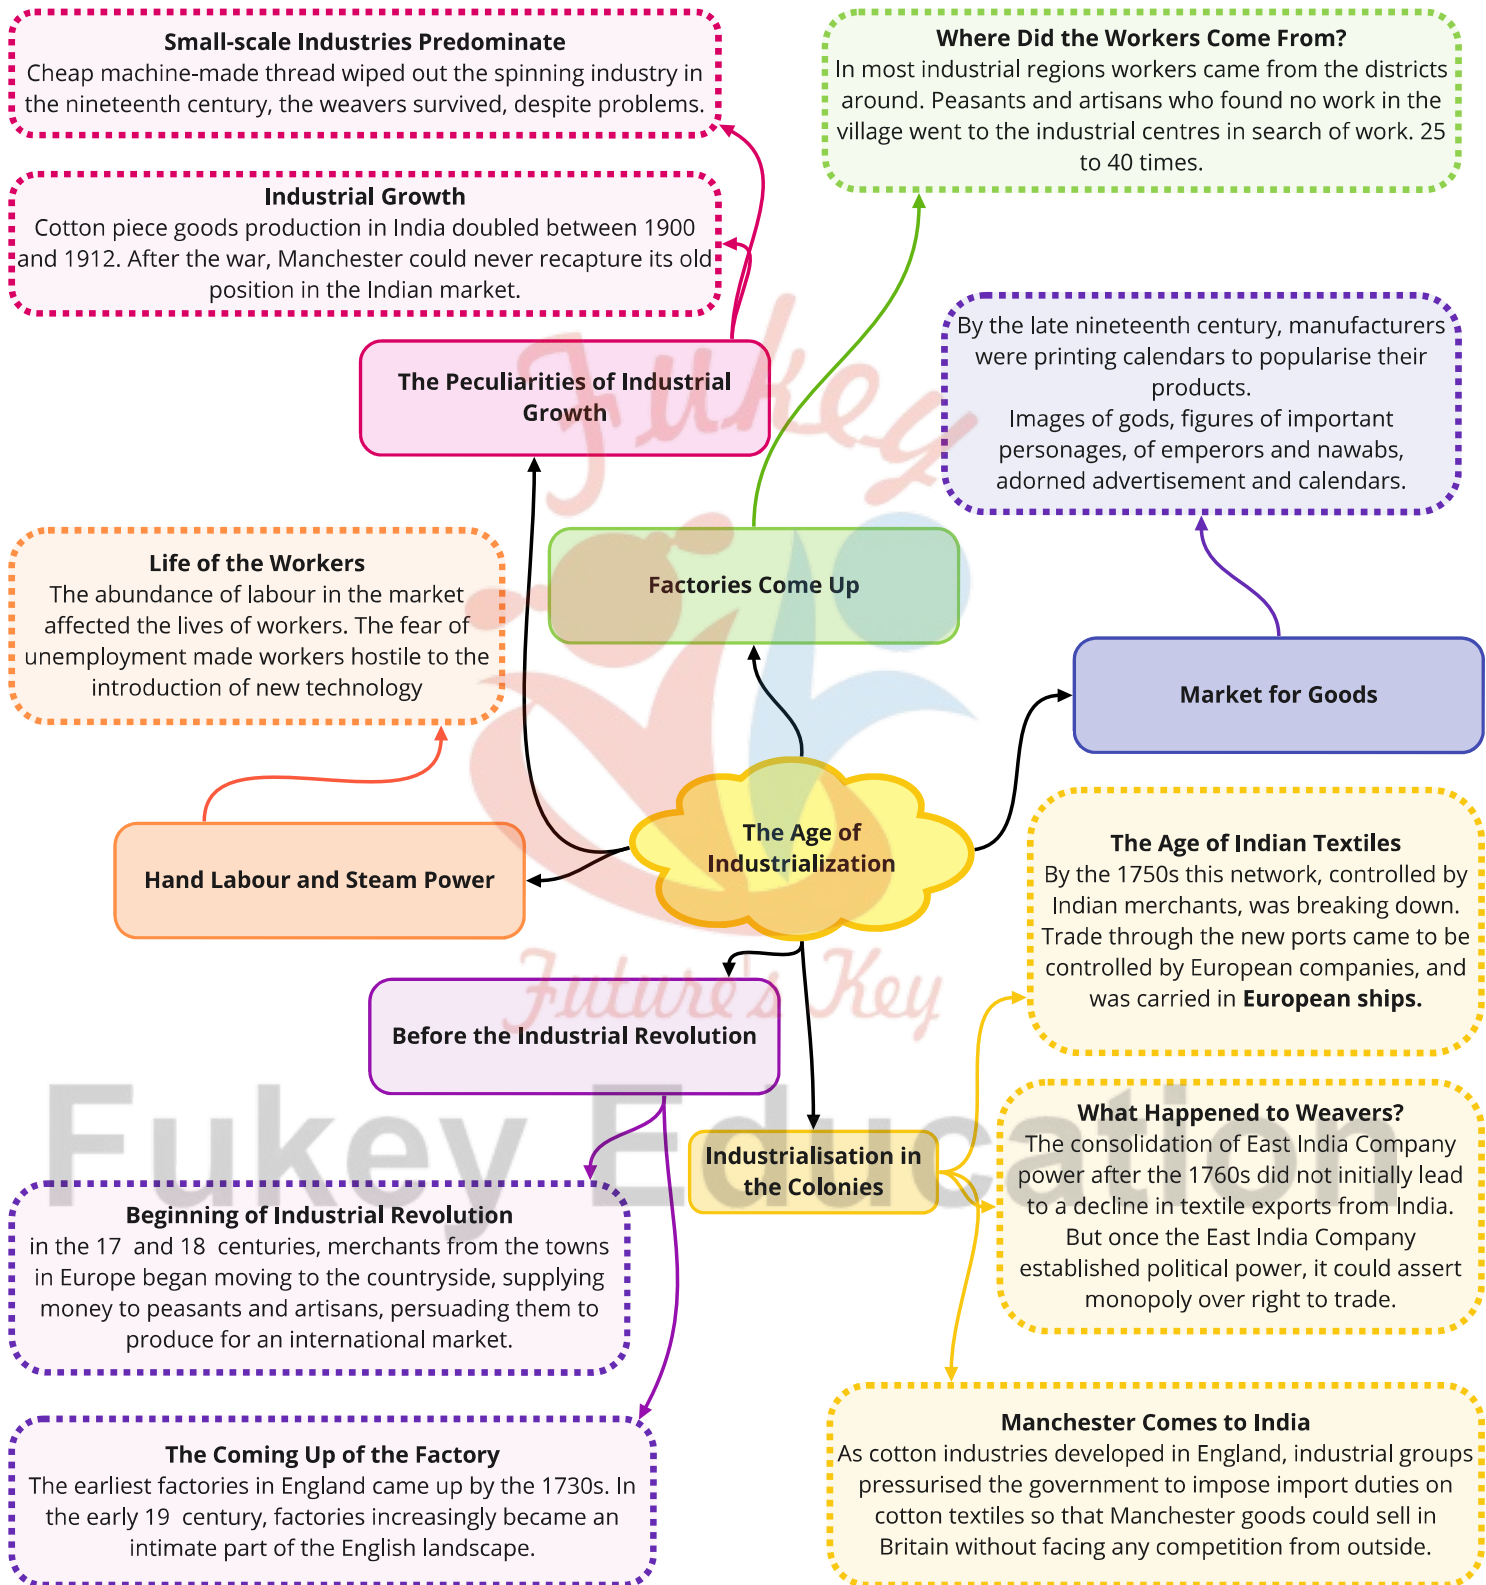 Small-scale Industries Predominate
Cheap machine-made thread wiped out the spinning industry in
the nineteenth century, the weavers survived, despite problems.
Where Did the Workers Come From?
In most industrial regions workers came from the districts
around. Peasants and artisans who found no work in the
village went to the industrial centres in search of work. 25
to 40 times.
Industrial Growth
Cotton piece goods production in India doubled between 1900
and 1912. After the war, Manchester could never recapture its old
position in the Indian market.
By the late nineteenth century, manufacturers
were printing calendars to popularise their
products.
Images of gods, figures of important
personages, of emperors and nawabs,
adorned advertisement and calendars.
The Peculiarities of Industrial
Growth
Fukey
Life of the Workers
The abundance of labour in the market
affected the lives of workers. The fear of
unemployment made workers hostile to the
introduction of new technology
Factories Come Up
Market for Goods
The Age of
Industrialization
Hand Labour and Steam Power
The Age of Indian Textiles
By the 1750s this network, controlled by
Indian merchants, was breaking down.
Trade through the new ports came to be
controlled by European companies, and
was carried in European ships.
Future's Key
Before the Industrial Revolution
Fukey Education
What Happened to Weavers?
The consolidation of East India Company
power after the 1760s did not initially lead
to a decline in textile exports from India.
But once the East India Company
established political power, it could assert
monopoly over right to trade.
Industrialisation in
the Colonies
Beginning of Industrial Revolution
in the 17 and 18 centuries, merchants from the towns
in Europe began moving to the countryside, supplying
money to peasants and artisans, persuading them to
produce for an international market.
Manchester Comes to India
As cotton industries developed in England, industrial groups
pressurised the government to impose import duties on
cotton textiles so that Manchester goods could sell in
Britain without facing any competition from outside.
The Coming Up of the Factory
The earliest factories in England came up by the 1730s. In
the early 19 century, factories increasingly became an
intimate part of the English landscape.